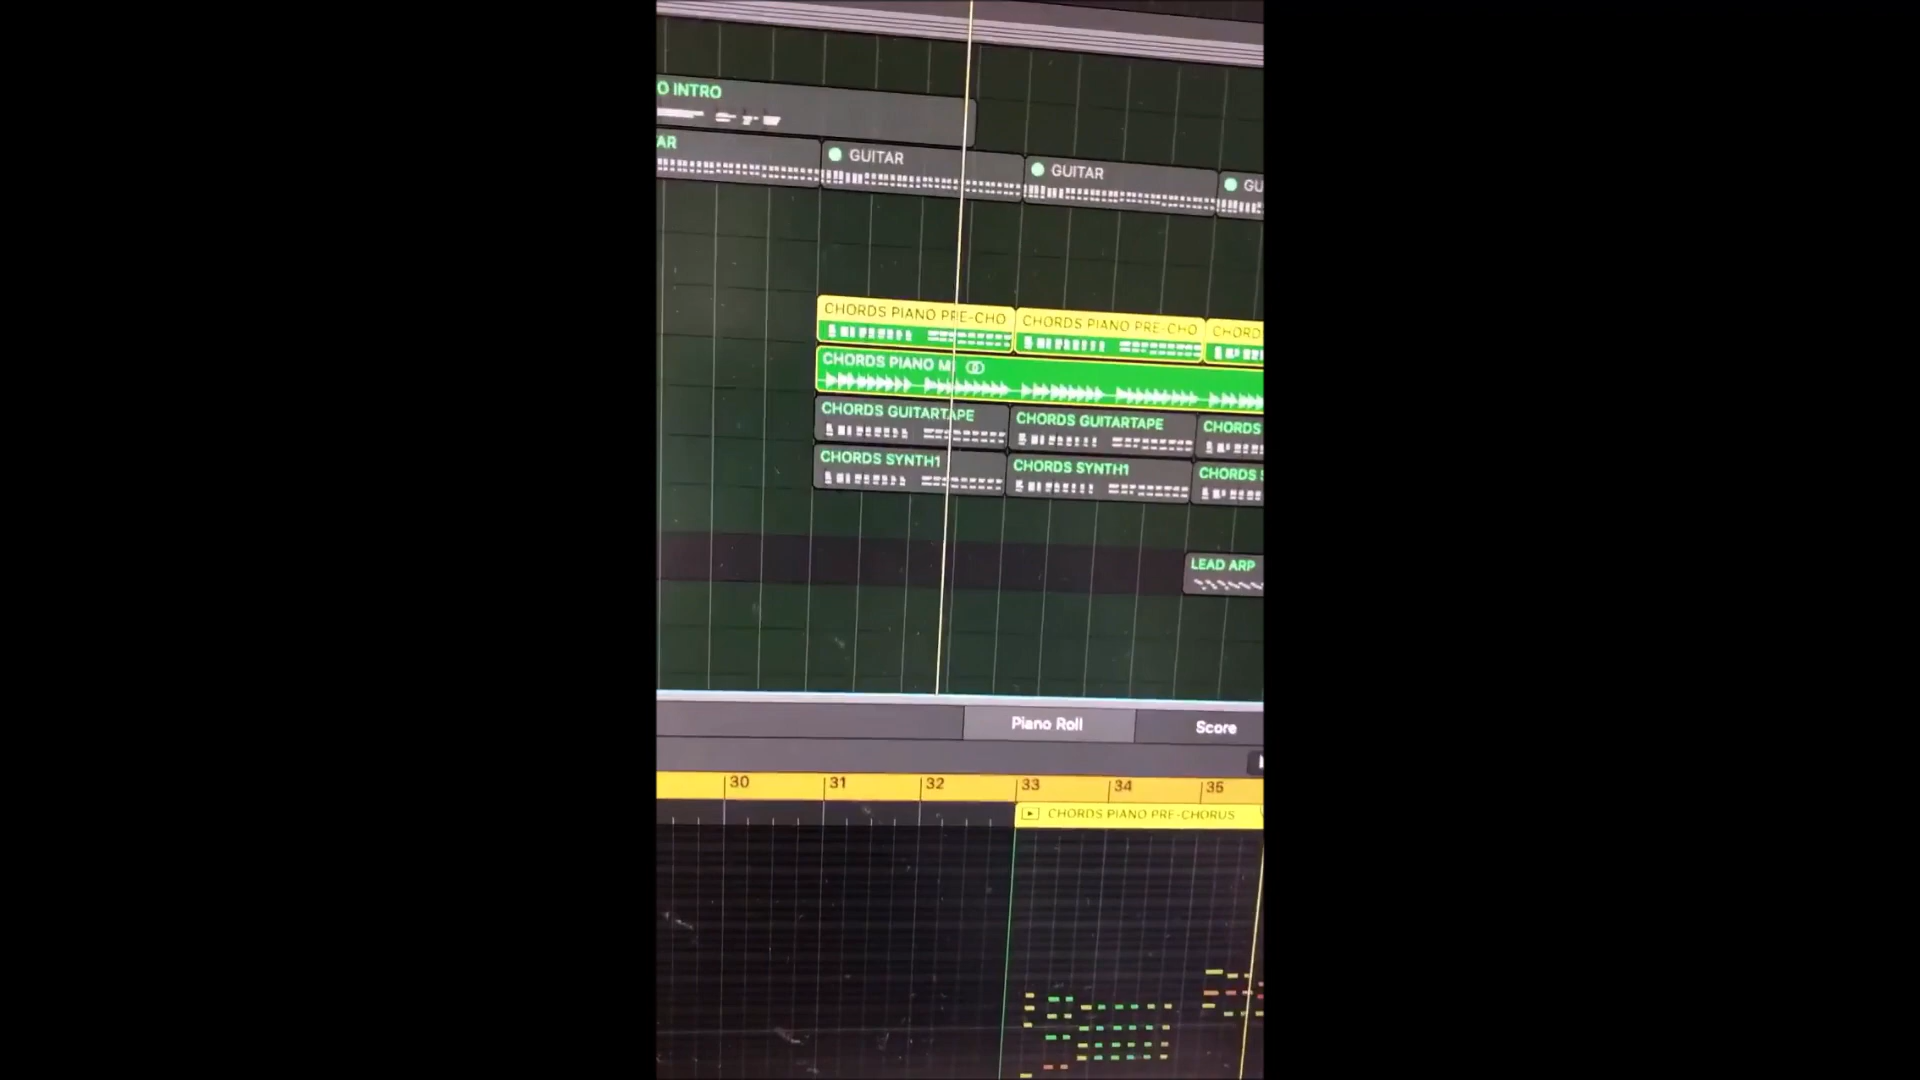 O INTRO
AR
GUITAR
GUITAR
GU
CHORDS PIANO PRE-CHO
CHORDS PIANO PRE-CHO
CHORD
CHORDS PIANO M
CHORDS GUITARTAPE
CHORDS GUITARTAPE
CHORDS
CHORDS SYNTH1
CHORDS SYNTH1
CHORDS
LEAD ARP
Piano Roll
Score
30
31
32
33
34
35
CHORDS PIANO PRE-CHORUS